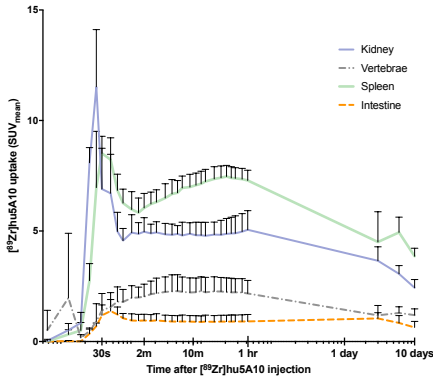 15
10
5
0
[⁸⁹Zr]hu5A10 uptake (SUVmean)
Kidney
Vertebrae
Spleen
Intestine
30s 2m 10m 1 hr 1 day 10 days
Time after [⁸⁹Zr]hu5A10 injection